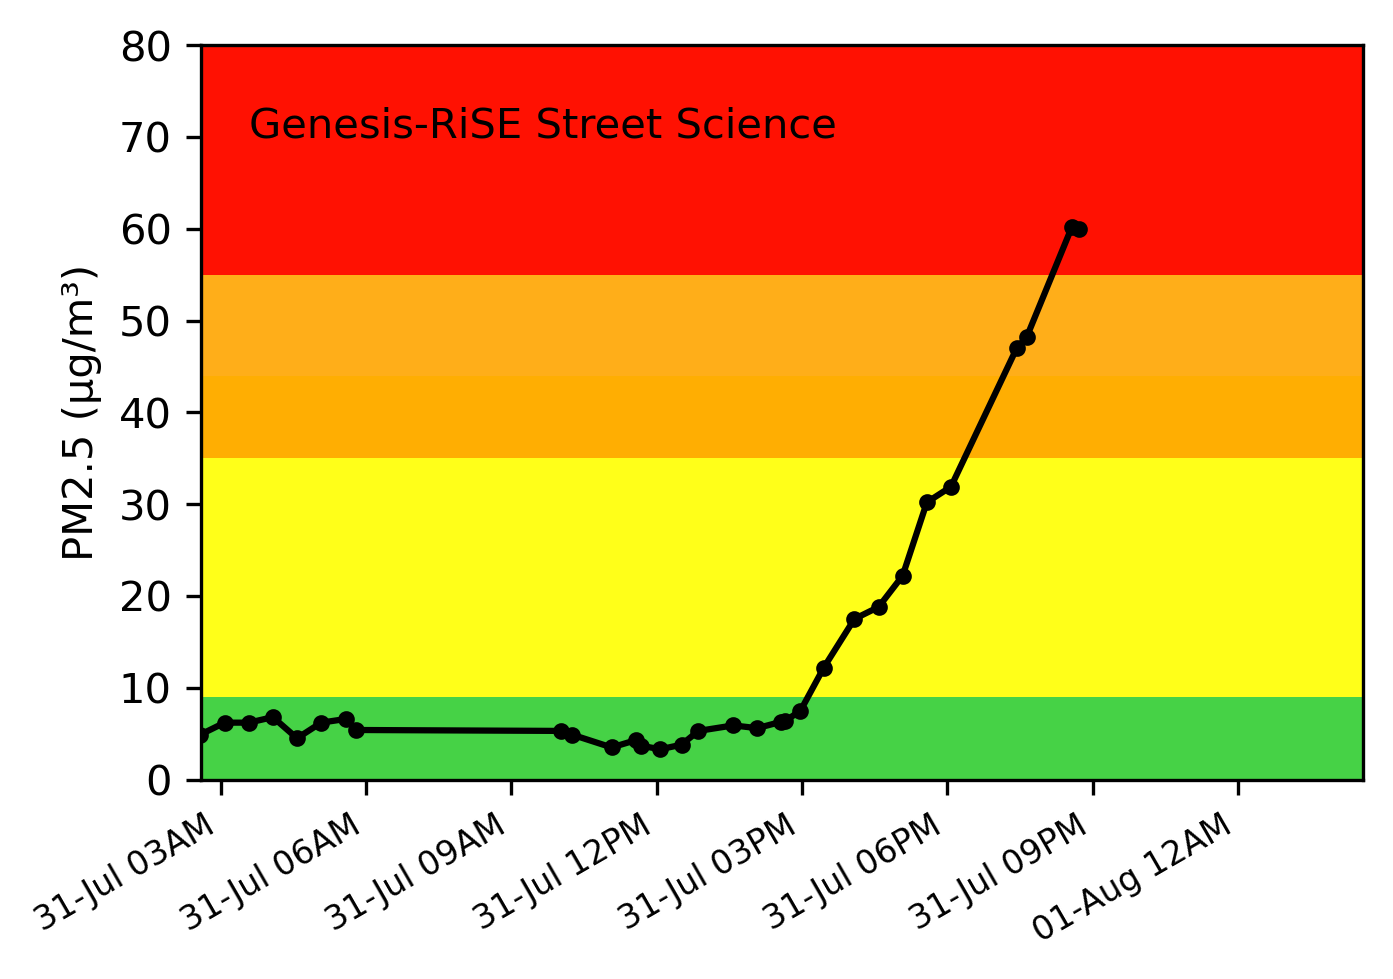 80
Genesis-RiSE Street Science
70
60
50
40
30
20
10
0
PM2.5 (µg/m³)
31-Jul 03AM
31-Jul 06AM
31-Jul 09AM
31-Jul 12PM
31-Jul 03PM
31-Jul 06PM
31-Jul 09PM
01-Aug 12AM